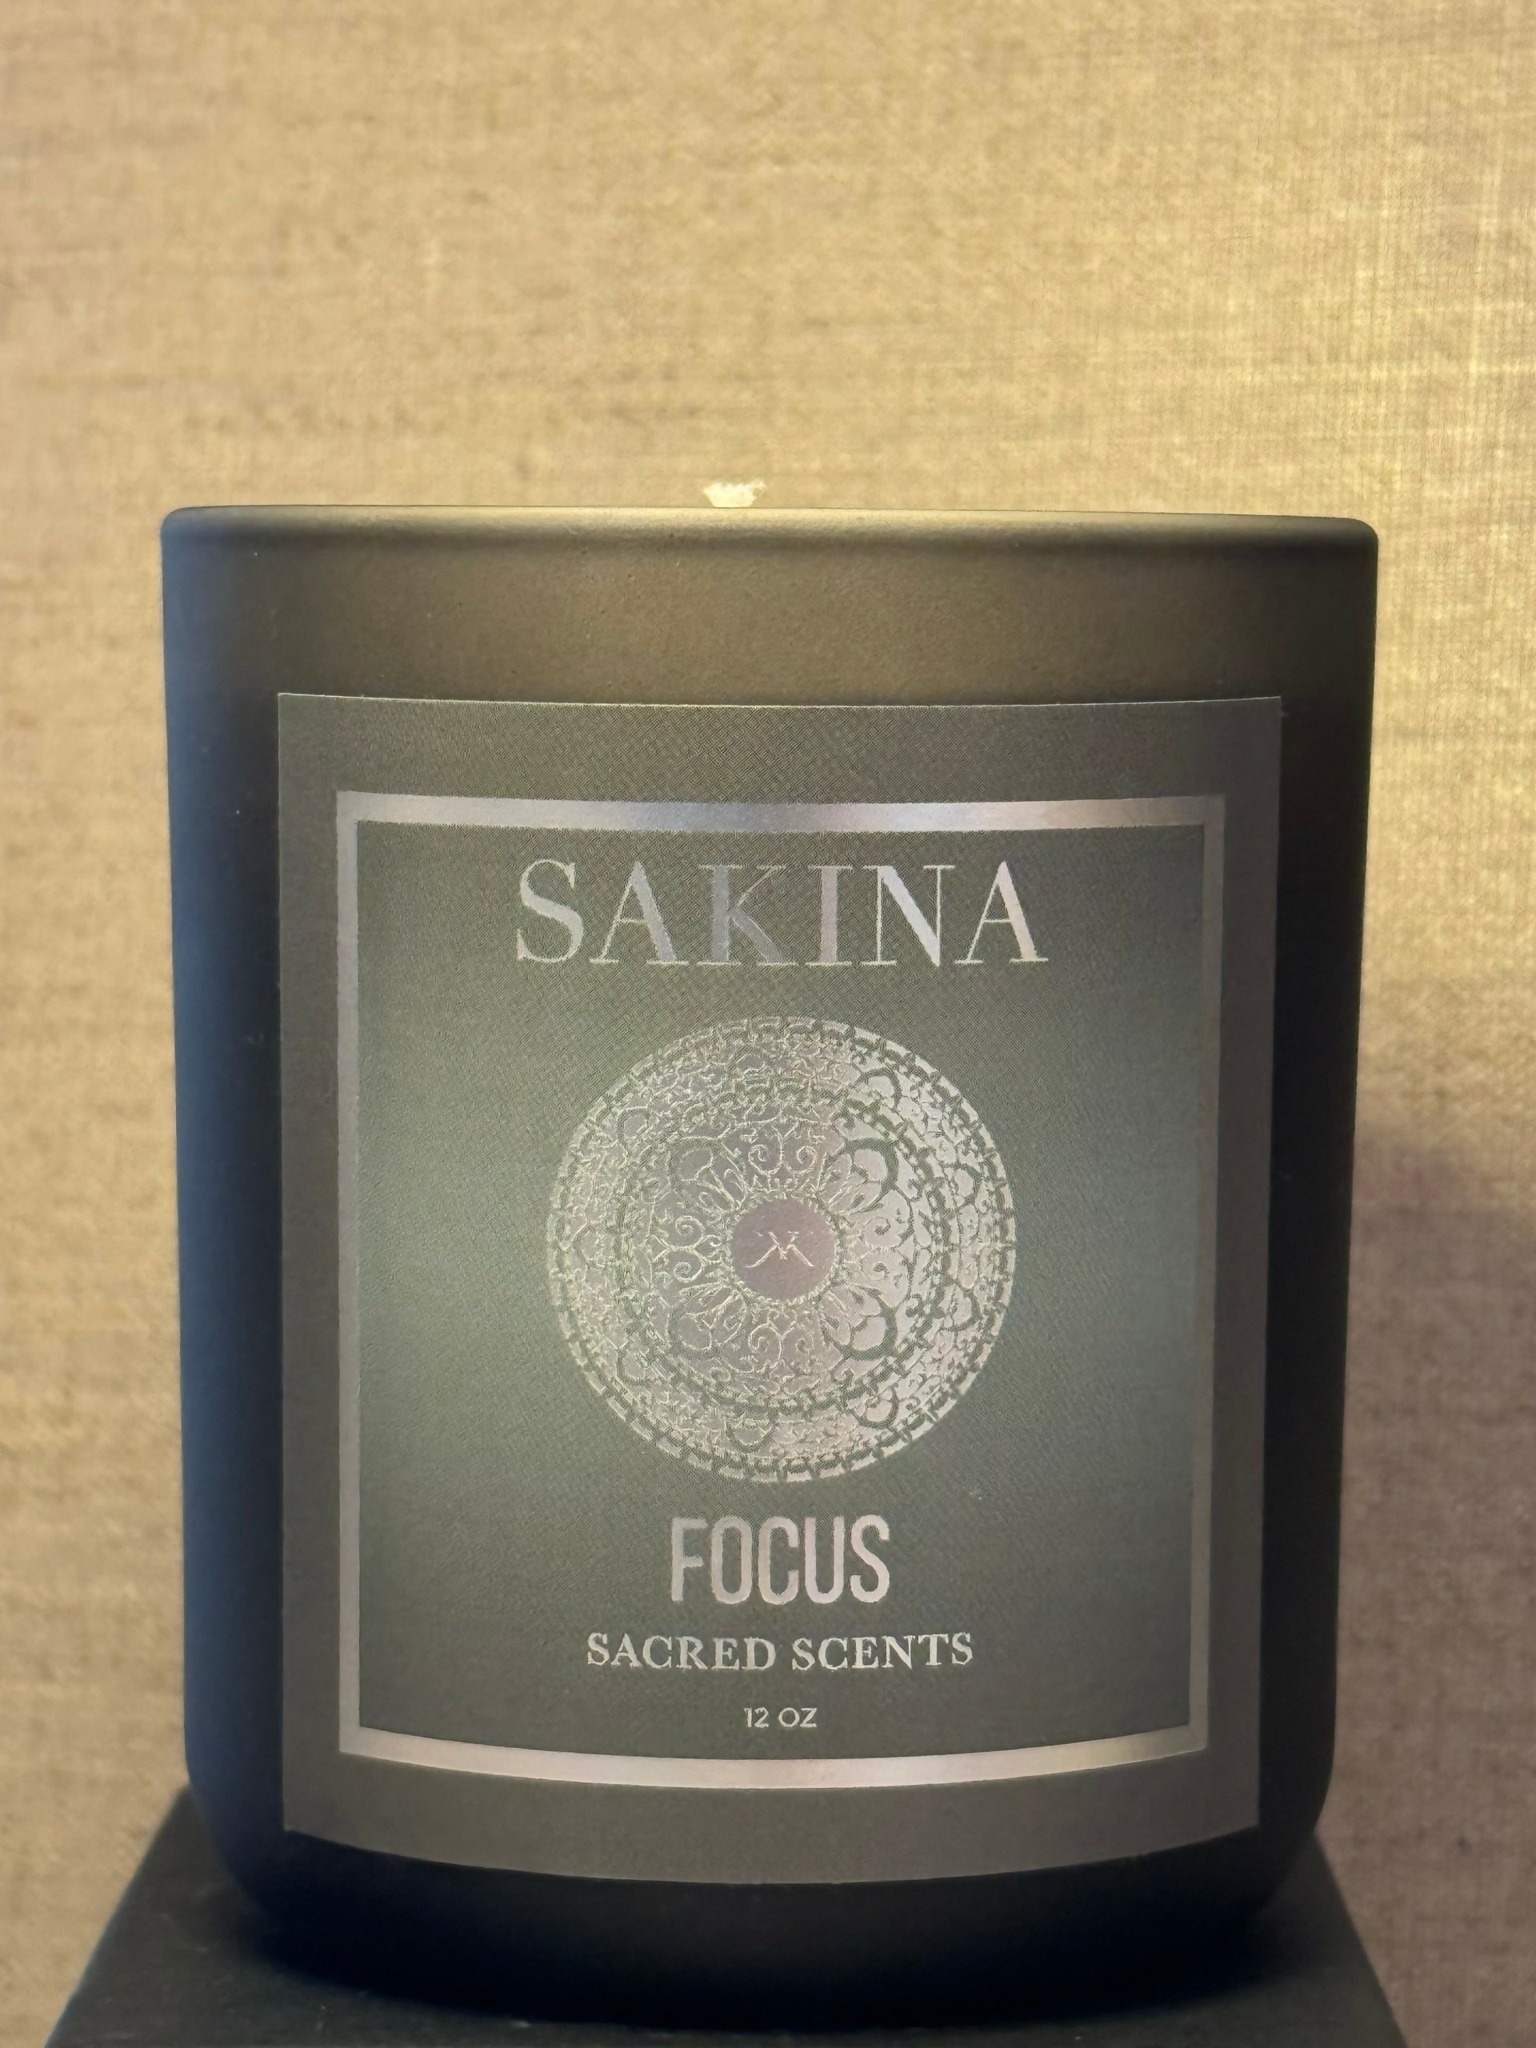 SAKINA
FOCUS
SACRED SCENTS
12 OZ